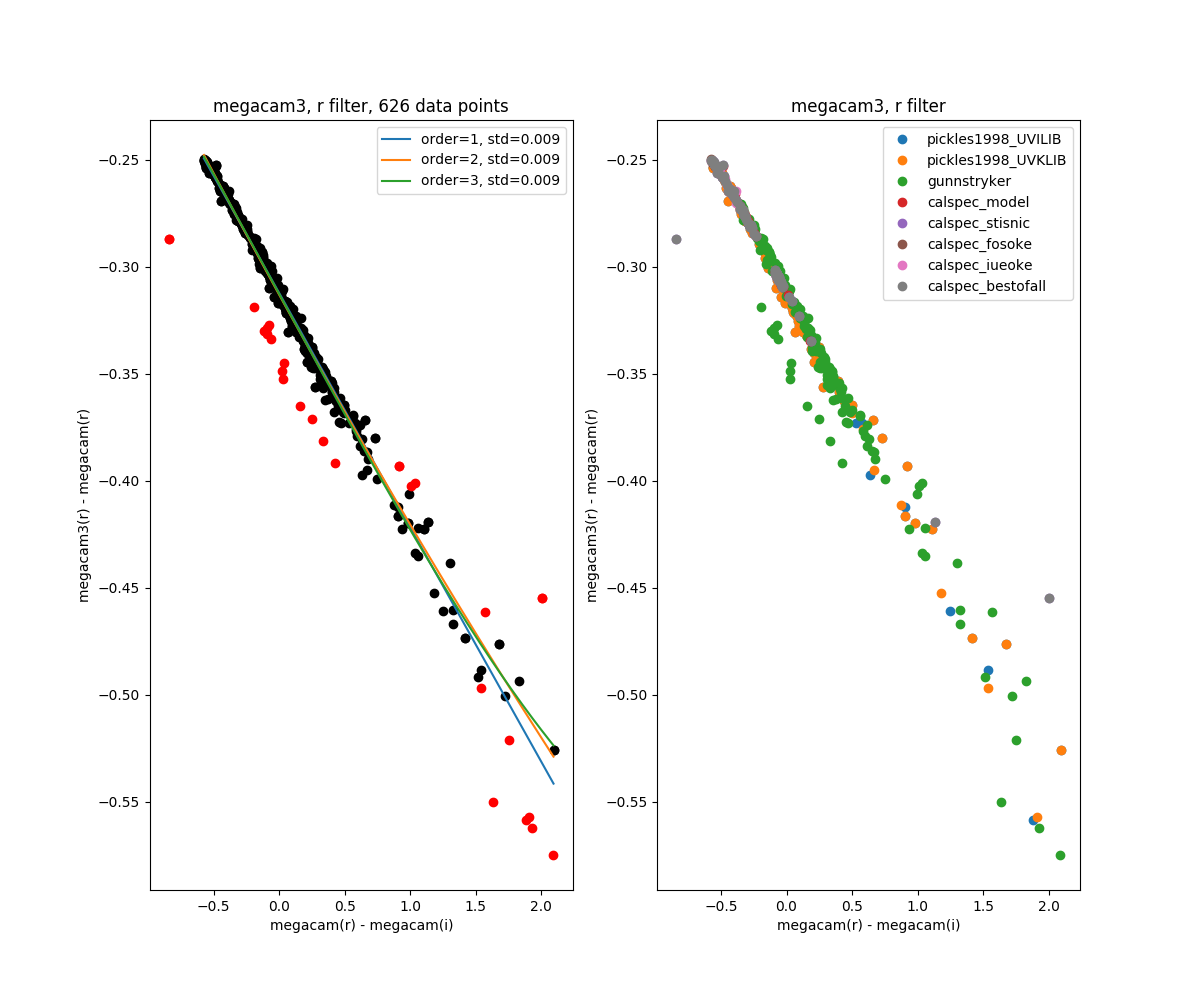 megacam3, r filter, 626 data points
order=1, std=0.009
order=2, std=0.009
order=3, std=0.009
−0.25
−0.30
−0.35
−0.40
−0.45
−0.50
−0.55
megacam3(r) - megacam(r)
−0.5
0.0
0.5
1.0
1.5
2.0
megacam(r) - megacam(i)
megacam3, r filter
pickles1998_UVILIB
pickles1998_UVKLIB
gunnstryker
calspec_model
calspec_stisnic
calspec_fosoke
calspec_iueoke
calspec_bestofall
−0.25
−0.30
−0.35
−0.40
−0.45
−0.50
−0.55
megacam3(r) - megacam(r)
−0.5
0.0
0.5
1.0
1.5
2.0
megacam(r) - megacam(i)